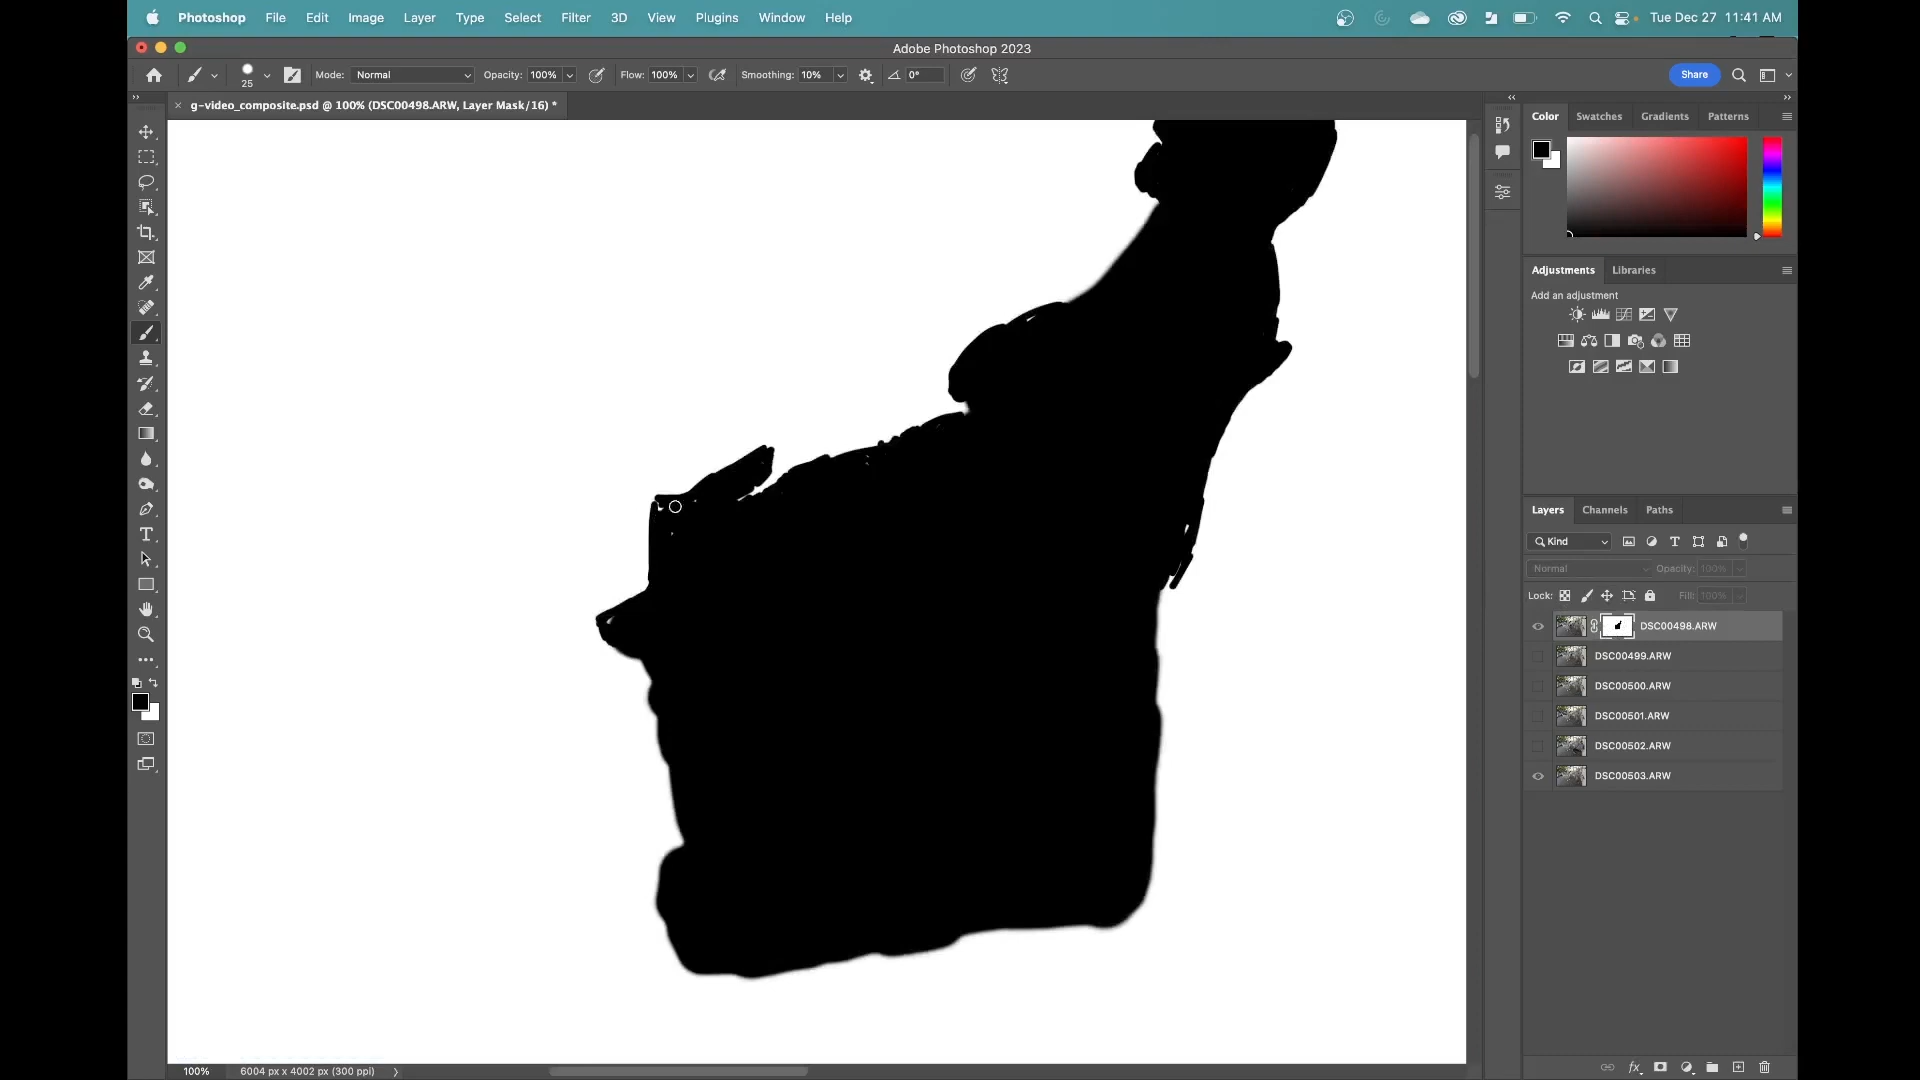 Photoshop File Edit Image Layer Type Select Filter 3D View Plugins Window Help Tue Dec 27 11:41 AM
Adobe Photoshop 2023
25 Mode: Normal Opacity: 100% Flow: 100% Smoothing: 10% 0° Share
g-video_composite.psd @ 100% (DSC00498.ARW, Layer Mask/16) *
Color Swatches Gradients Patterns
Adjustments Libraries
Add an adjustment
Layers Channels Paths
Kind
Normal Opacity: 100%
Lock: Fill: 100%
DSC00498.ARW
DSC00499.ARW
DSC00500.ARW
DSC00501.ARW
DSC00502.ARW
DSC00503.ARW
100% 6004 px x 4002 px (300 ppi)